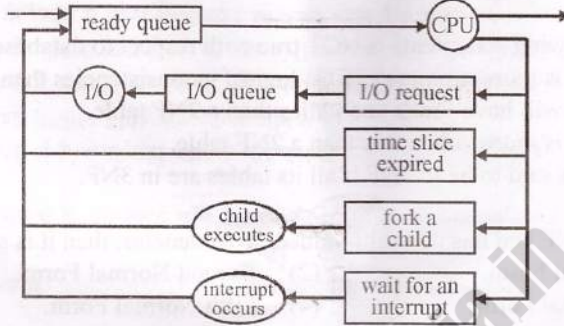 ready queue
CPU
I/O
I/O queue
I/O request
time slice
expired
child
executes
fork a
child
interrupt
occurs
wait for an
interrupt